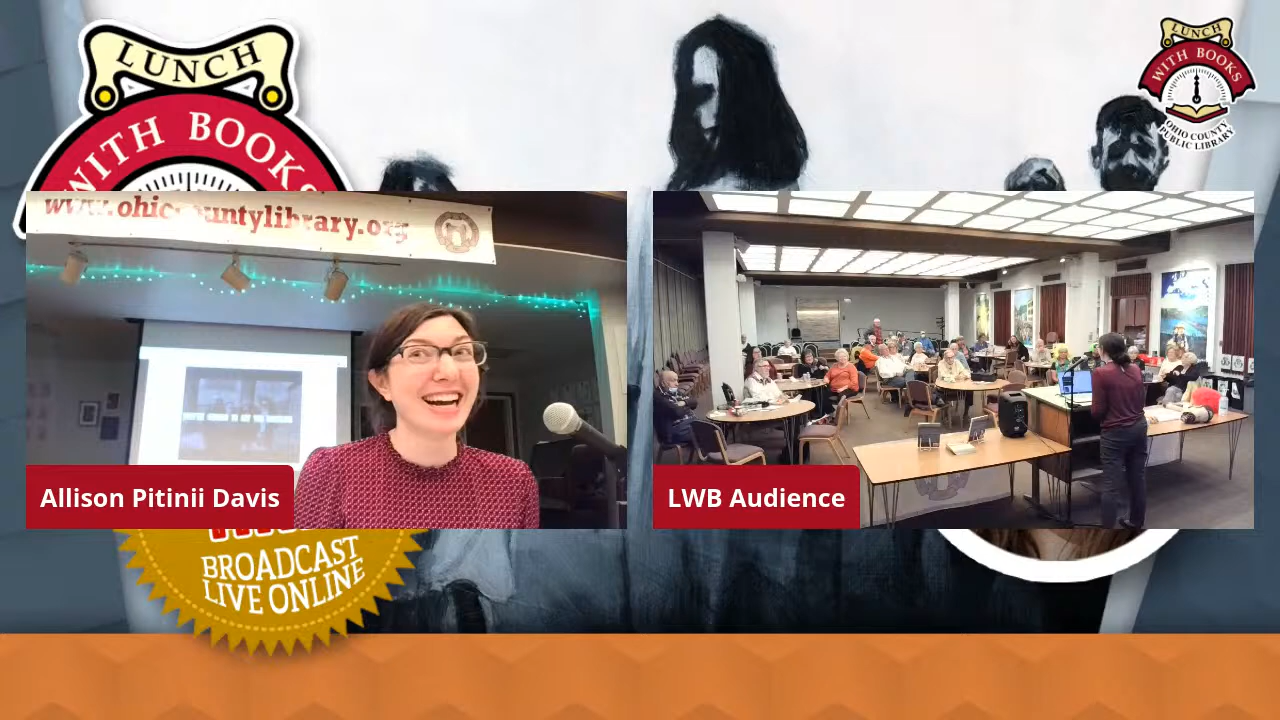 LUNCH
WITH BOOKS
LUNCH
WITH BOOKS
OHIO COUNTY
PUBLIC LIBRARY
www.ohiocountylibrary.org
Allison Pitinii Davis
LWB Audience
BROADCAST
LIVE ONLINE